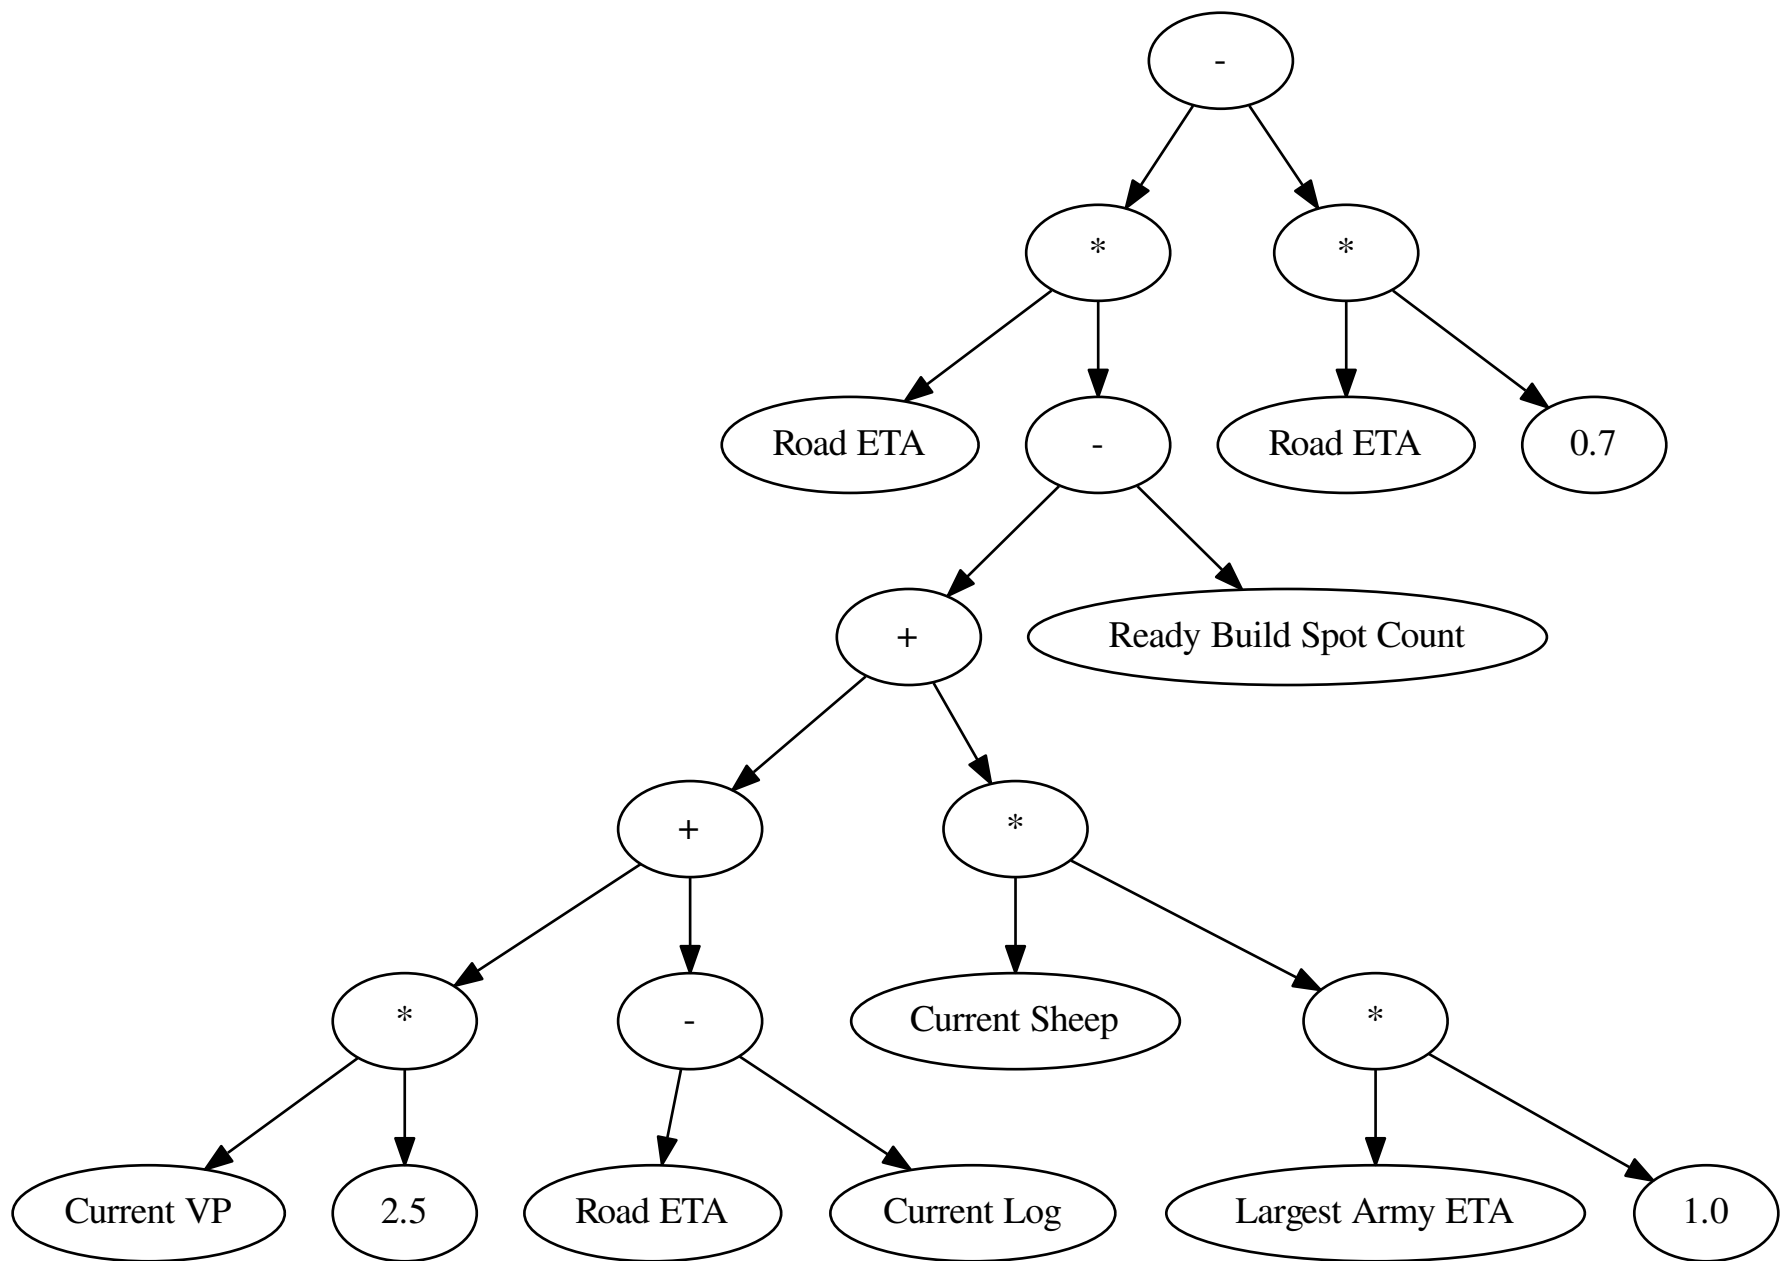 -
* *
Road ETA - Road ETA 0.7
+ Ready Build Spot Count
+ *
* - Current Sheep *
Current VP 2.5 Road ETA Current Log Largest Army ETA 1.0